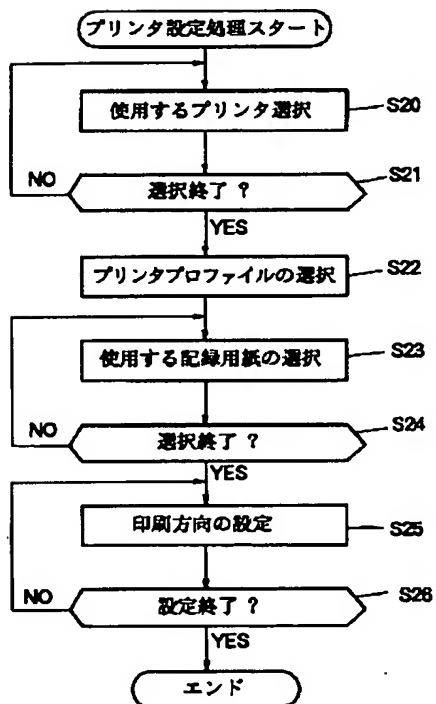 プリンタ設定処理スタート
使用するプリンタ選択
S20
選択終了 ?
S21
NO
YES
プリンタプロファイルの選択
S22
使用する記録用紙の選択
S23
選択終了 ?
S24
NO
YES
印刷方向の設定
S25
設定終了 ?
S26
NO
YES
エンド